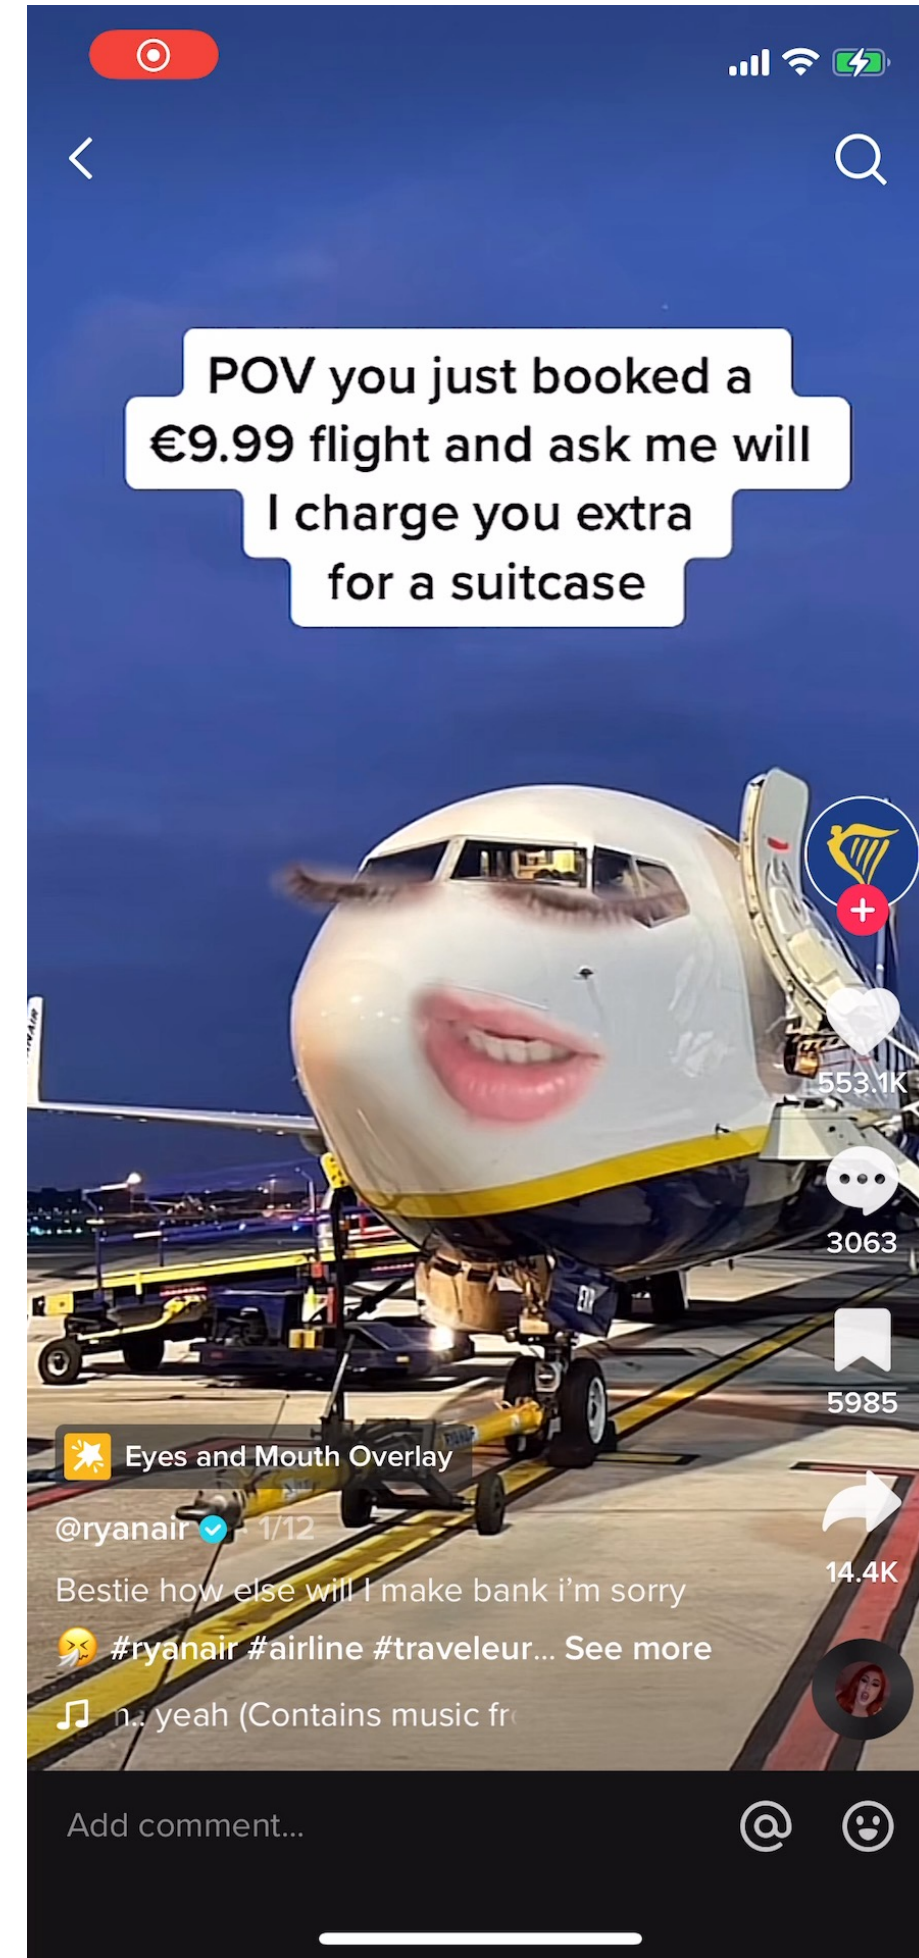 POV you just booked a
€9.99 flight and ask me will
I charge you extra
for a suitcase
553.1K
3063
5985
14.4K
Eyes and Mouth Overlay
@ryanair · 1/12
Bestie how else will I make bank i’m sorry
🤧 #ryanair #airline #traveleur... See more
n.. yeah (Contains music fr
Add comment...